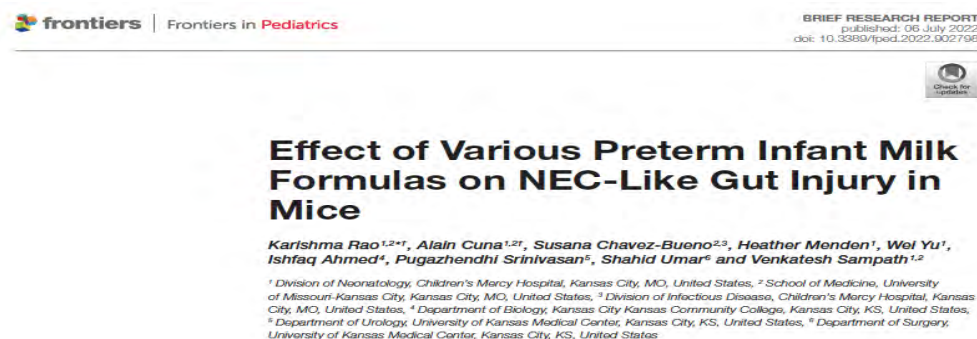 frontiers | Frontiers in Pediatrics
BRIEF RESEARCH REPORT
published: 06 July 2022
doi: 10.3389/fped.2022.902798
Check for
updates
Effect of Various Preterm Infant Milk
Formulas on NEC-Like Gut Injury in
Mice
Karishma Rao1,2*†, Alain Cuna1,2†, Susana Chavez-Bueno2,3, Heather Menden1, Wei Yu1,
Ishfaq Ahmed4, Pugazhendhi Srinivasan5, Shahid Umar6 and Venkatesh Sampath1,2
1 Division of Neonatology, Children's Mercy Hospital, Kansas City, MO, United States, 2 School of Medicine, University
of Missouri-Kansas City, Kansas City, MO, United States, 3 Division of Infectious Disease, Children's Mercy Hospital, Kansas
City, MO, United States, 4 Department of Biology, Kansas City Kansas Community College, Kansas City, KS, United States,
5 Department of Urology, University of Kansas Medical Center, Kansas City, KS, United States, 6 Department of Surgery,
University of Kansas Medical Center, Kansas City, KS, United States